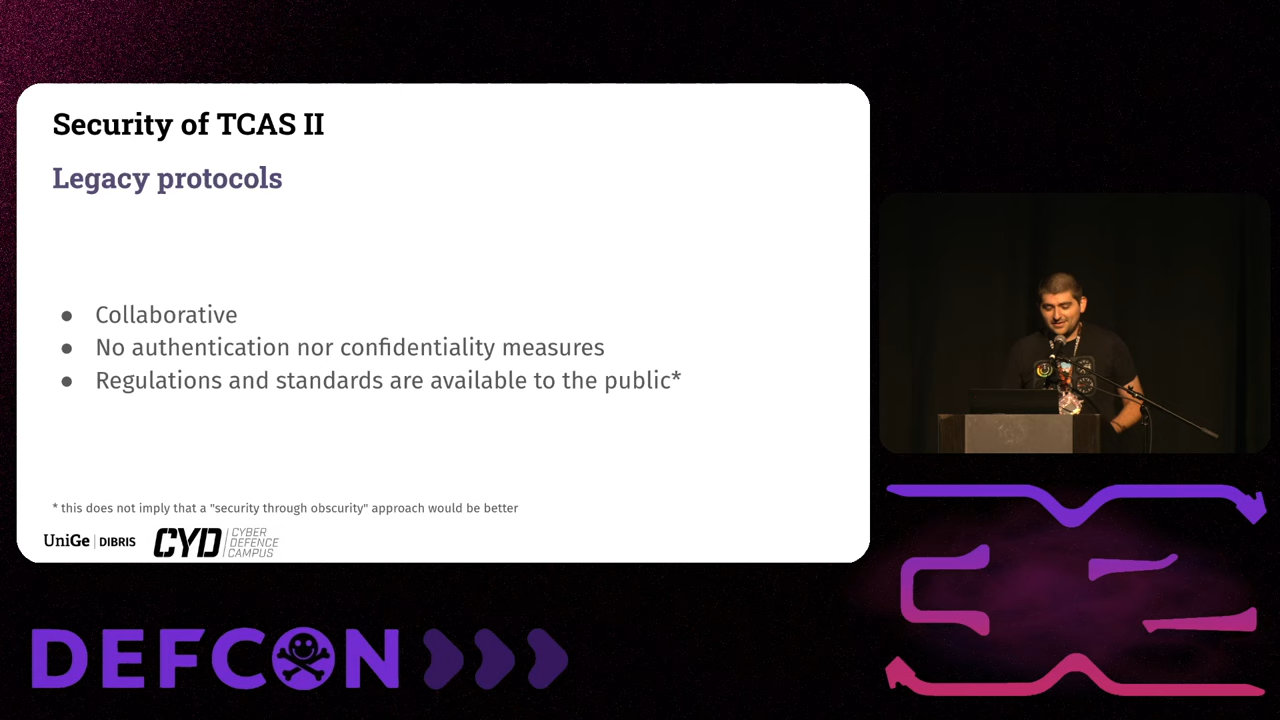 Security of TCAS II
Legacy protocols
● Collaborative
● No authentication nor confidentiality measures
● Regulations and standards are available to the public*
* this does not imply that a "security through obscurity" approach would be better
UniGe | DIBRIS
CYD
CYBER
DEFENCE
CAMPUS
DEFCON